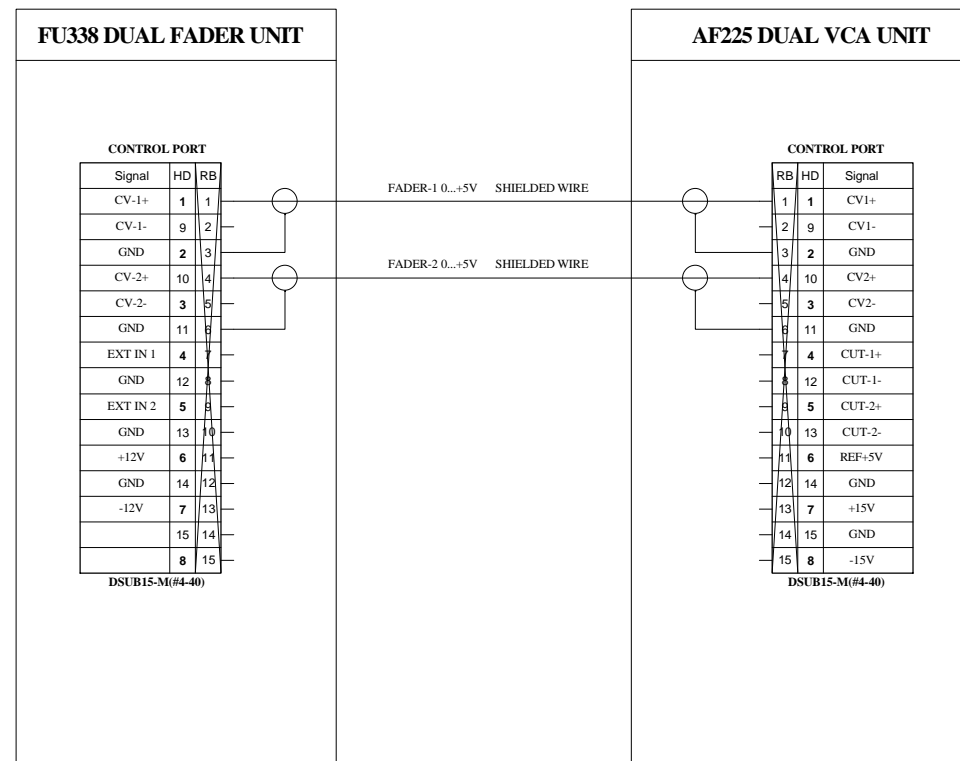 FU338 DUAL FADER UNIT
AF225 DUAL VCA UNIT
CONTROL PORT
Signal HD RB
CV-1+ 1 1
CV-1- 9 2
GND 2 3
CV-2+ 10 4
CV-2- 3 5
GND 11 6
EXT IN 1 4 7
GND 12 8
EXT IN 2 5 9
GND 13 10
+12V 6 11
GND 14 12
-12V 7 13
15 14
8 15
DSUB15-M(#4-40)
FADER-1 0...+5V SHIELDED WIRE
FADER-2 0...+5V SHIELDED WIRE
CONTROL PORT
RB HD Signal
1 1 CV1+
2 9 CV1-
3 2 GND
4 10 CV2+
5 3 CV2-
6 11 GND
7 4 CUT-1+
8 12 CUT-1-
9 5 CUT-2+
10 13 CUT-2-
11 6 REF+5V
12 14 GND
13 7 +15V
14 15 GND
15 8 -15V
DSUB15-M(#4-40)